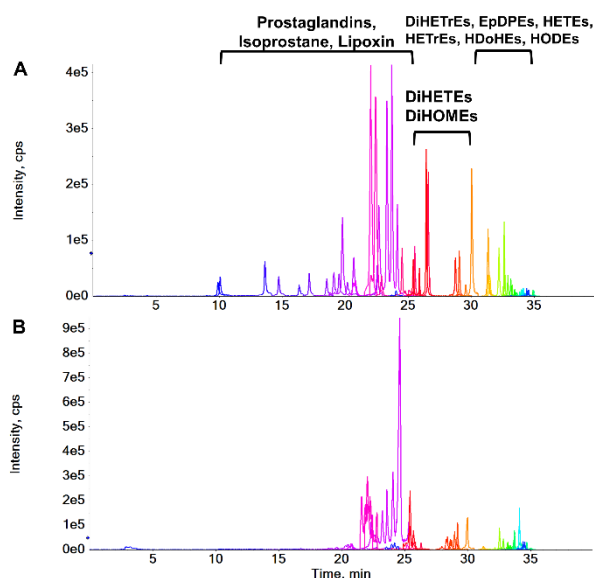 Prostaglandins,
Isoprostane, Lipoxin
DiHETrEs, EpDPEs, HETEs,
HETrEs, HDoHEs, HODEs
A
DiHETEs
DiHOMEs
Intensity, cps
4e5
3e5
2e5
1e5
0e0
5 10 15 20 25 30 35
B
Intensity, cps
9e5
8e5
7e5
6e5
5e5
4e5
3e5
2e5
1e5
0e0
5 10 15 20 25 30 35
Time, min